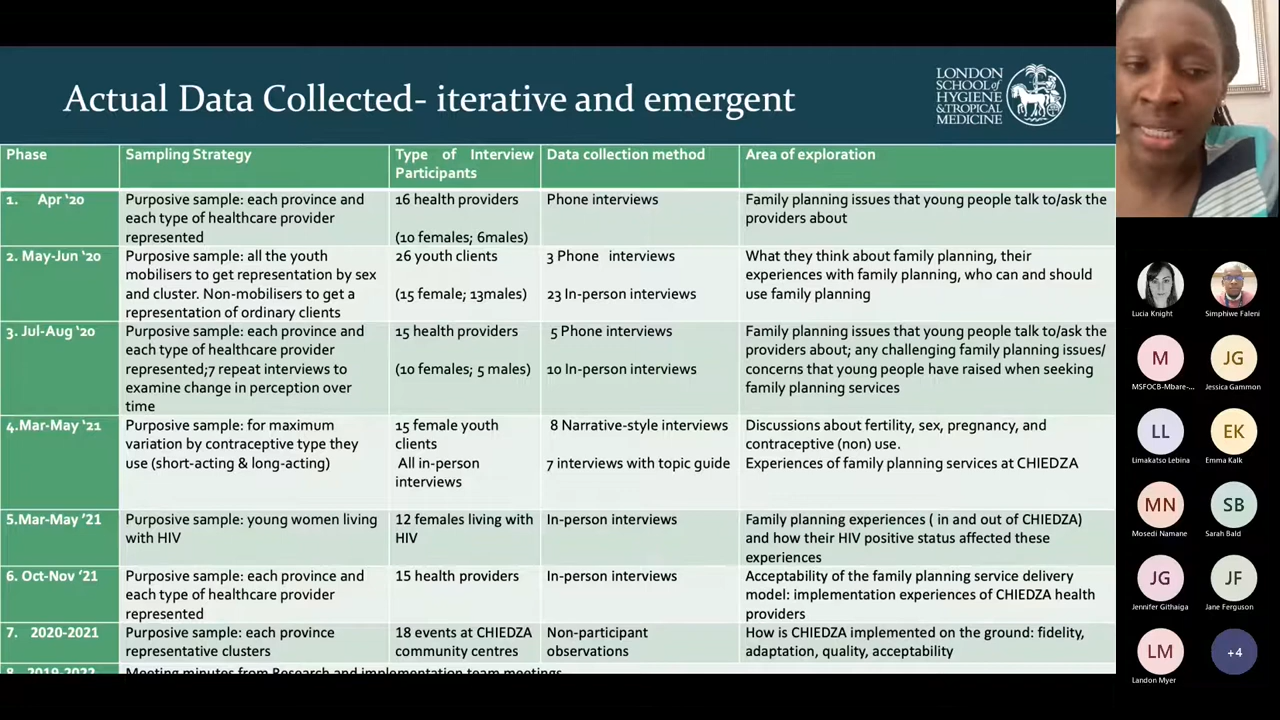 Actual Data Collected- iterative and emergent
LONDON
SCHOOL of
HYGIENE
&TROPICAL
MEDICINE
Phase
Sampling Strategy
Type of Interview
Participants
Data collection method
Area of exploration
1. Apr '20
Purposive sample: each province and
each type of healthcare provider
represented
16 health providers
(10 females; 6males)
Phone interviews
Family planning issues that young people talk to/ask the
providers about
2. May-Jun '20
Purposive sample: all the youth
mobilisers to get representation by sex
and cluster. Non-mobilisers to get a
representation of ordinary clients
26 youth clients
(15 female; 13males)
3 Phone interviews
23 In-person interviews
What they think about family planning, their
experiences with family planning, who can and should
use family planning
3. Jul-Aug '20
Purposive sample: each province and
each type of healthcare provider
represented;7 repeat interviews to
examine change in perception over
time
15 health providers
(10 females; 5 males)
5 Phone interviews
10 In-person interviews
Family planning issues that young people talk to/ask the
providers about; any challenging family planning issues/
concerns that young people have raised when seeking
family planning services
4.Mar-May '21
Purposive sample: for maximum
variation by contraceptive type they
use (short-acting & long-acting)
15 female youth
clients
All in-person
interviews
8 Narrative-style interviews
7 interviews with topic guide
Discussions about fertility, sex, pregnancy, and
contraceptive (non) use.
Experiences of family planning services at CHIEDZA
5.Mar-May '21
Purposive sample: young women living
with HIV
12 females living with
HIV
In-person interviews
Family planning experiences ( in and out of CHIEDZA)
and how their HIV positive status affected these
experiences
6. Oct-Nov '21
Purposive sample: each province and
each type of healthcare provider
represented
15 health providers
In-person interviews
Acceptability of the family planning service delivery
model: implementation experiences of CHIEDZA health
providers
7. 2020-2021
Purposive sample: each province
representative clusters
18 events at CHIEDZA
community centres
Non-participant
observations
How is CHIEDZA implemented on the ground: fidelity,
adaptation, quality, acceptability
8. 2019-2022
Meeting minutes from Research and implementation team meetings
Lucia Knight
Simphiwe Faleni
M
MSFOCB-Mbare-...
JG
Jessica Gammon
LL
Limakatso Lebina
EK
Emma Kalk
MN
Mosedi Namane
SB
Sarah Bald
JG
Jennifer Githaiga
JF
Jane Ferguson
LM
Landon Myer
+4